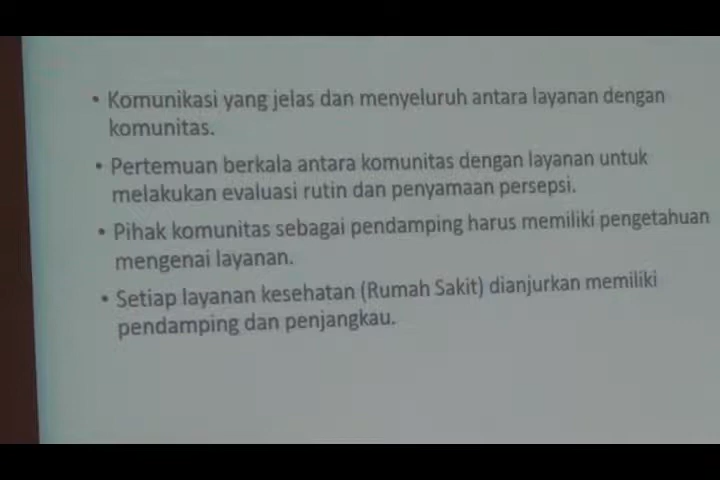 • Komunikasi yang jelas dan menyeluruh antara layanan dengan
komunitas.
• Pertemuan berkala antara komunitas dengan layanan untuk
melakukan evaluasi rutin dan penyamaan persepsi.
• Pihak komunitas sebagai pendamping harus memiliki pengetahuan
mengenai layanan.
• Setiap layanan kesehatan (Rumah Sakit) dianjurkan memiliki
pendamping dan penjangkau.